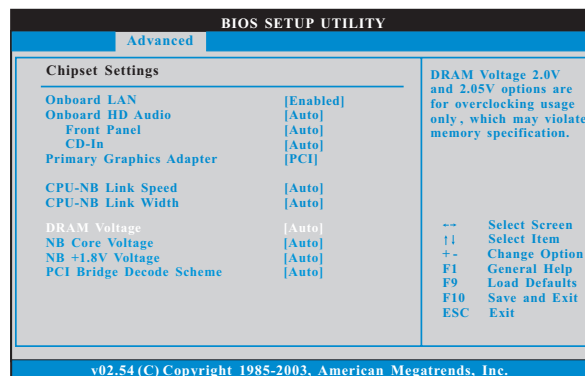 BIOS SETUP UTILITY
Advanced
Chipset Settings
Onboard LAN [Enabled]
Onboard HD Audio [Auto]
Front Panel [Auto]
CD-In [Auto]
Primary Graphics Adapter [PCI]
CPU-NB Link Speed [Auto]
CPU-NB Link Width [Auto]
DRAM Voltage [Auto]
NB Core Voltage [Auto]
NB +1.8V Voltage [Auto]
PCI Bridge Decode Scheme [Auto]
DRAM Voltage 2.0V
and 2.05V options are
for overclocking usage
only , which may violate
memory specification.
←→ Select Screen
↑↓ Select Item
+ - Change Option
F1 General Help
F9 Load Defaults
F10 Save and Exit
ESC Exit
v02.54 (C) Copyright 1985-2003, American Megatrends, Inc.